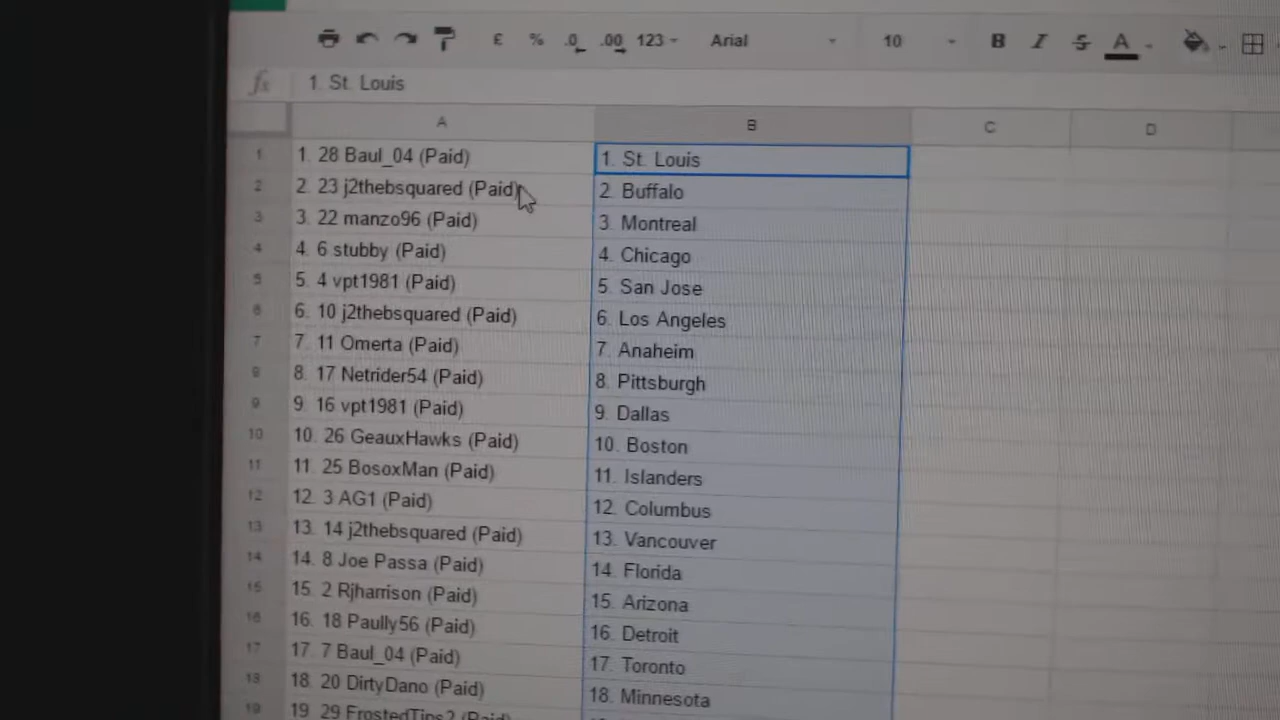 £ % .0 .00 123 Arial 10 B I S A
fx 1. St. Louis
A B C D
1 1. 28 Baul_04 (Paid) 1. St. Louis
2 2. 23 j2thebsquared (Paid) 2. Buffalo
3 3. 22 manzo96 (Paid) 3. Montreal
4 4. 6 stubby (Paid) 4. Chicago
5 5. 4 vpt1981 (Paid) 5. San Jose
6 6. 10 j2thebsquared (Paid) 6. Los Angeles
7 7. 11 Omerta (Paid) 7. Anaheim
8 8. 17 Netrider54 (Paid) 8. Pittsburgh
9 9. 16 vpt1981 (Paid) 9. Dallas
10 10. 26 GeauxHawks (Paid) 10. Boston
11 11. 25 BosoxMan (Paid) 11. Islanders
12 12. 3 AG1 (Paid) 12. Columbus
13 13. 14 j2thebsquared (Paid) 13. Vancouver
14 14. 8 Joe Passa (Paid) 14. Florida
15 15. 2 Rjharrison (Paid) 15. Arizona
16 16. 18 Paully56 (Paid) 16. Detroit
17 17. 7 Baul_04 (Paid) 17. Toronto
18 18. 20 DirtyDano (Paid) 18. Minnesota
19 19. 29 FrostedTips2 (Paid)